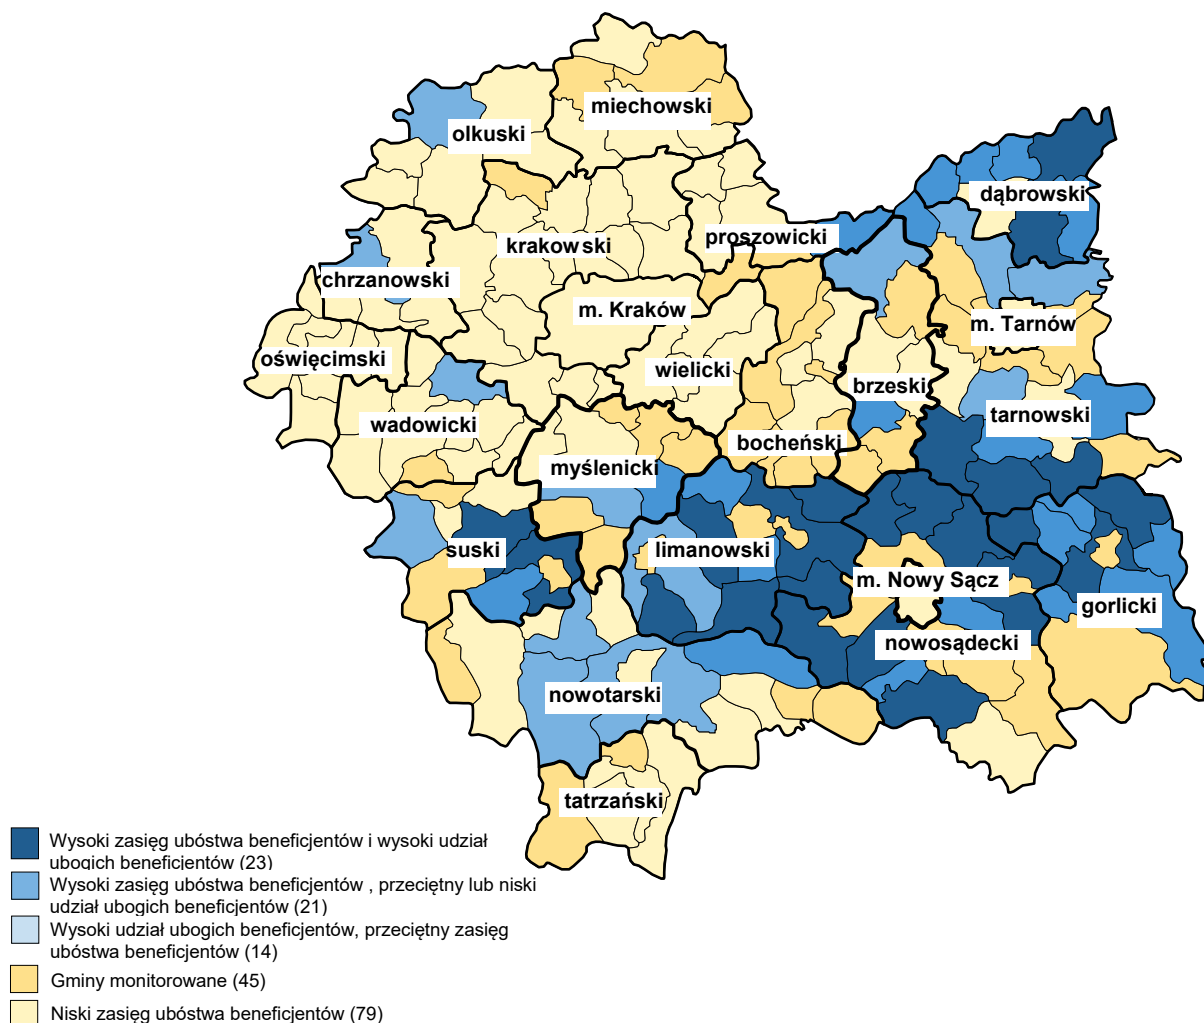 miechowski
olkuski
dąbrowski
krakowski
proszowicki
chrzanowski
m. Kraków
m. Tarnów
oświęcimski
wielicki
brzeski
wadowicki
tarnowski
bocheński
myślenicki
suski
limanowski
m. Nowy Sącz
gorlicki
nowosądecki
nowotarski
tatrzański
Wysoki zasięg ubóstwa beneficjentów i wysoki udział
ubogich beneficjentów (23)
Wysoki zasięg ubóstwa beneficjentów , przeciętny lub niski
udział ubogich beneficjentów (21)
Wysoki udział ubogich beneficjentów, przeciętny zasięg
ubóstwa beneficjentów (14)
Gminy monitorowane (45)
Niski zasięg ubóstwa beneficjentów (79)